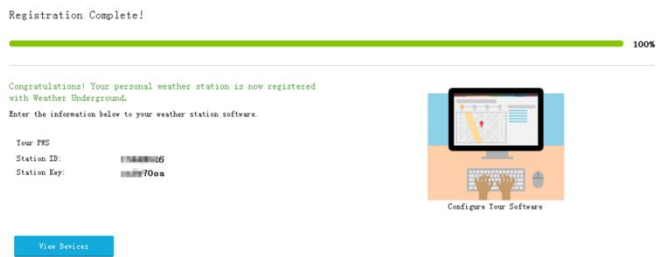 Registration Complete!
100%
Congratulations! Your personal weather station is now registered
with Weather Underground.
Enter the information below to your weather station software.
Your PWS
Station ID:
Station Key:
Configure Your Software
View Devices